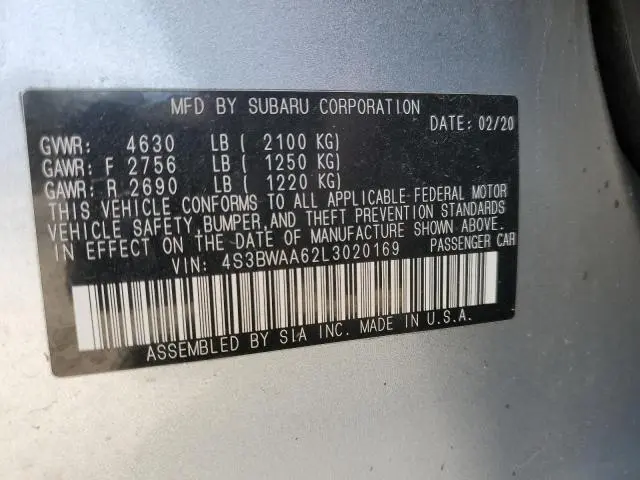 MFD BY SUBARU CORPORATION
DATE: 02/20
GVWR: 4630 LB ( 2100 KG)
GAWR: F 2756 LB ( 1250 KG)
GAWR: R 2690 LB ( 1220 KG)
THIS VEHICLE CONFORMS TO ALL APPLICABLE FEDERAL MOTOR
VEHICLE SAFETY, BUMPER, AND THEFT PREVENTION STANDARDS
IN EFFECT ON THE DATE OF MANUFACTURE SHOWN ABOVE.
VIN: 4S3BWAA62L3020169 PASSENGER CAR
ASSEMBLED BY SIA INC. MADE IN U.S.A.